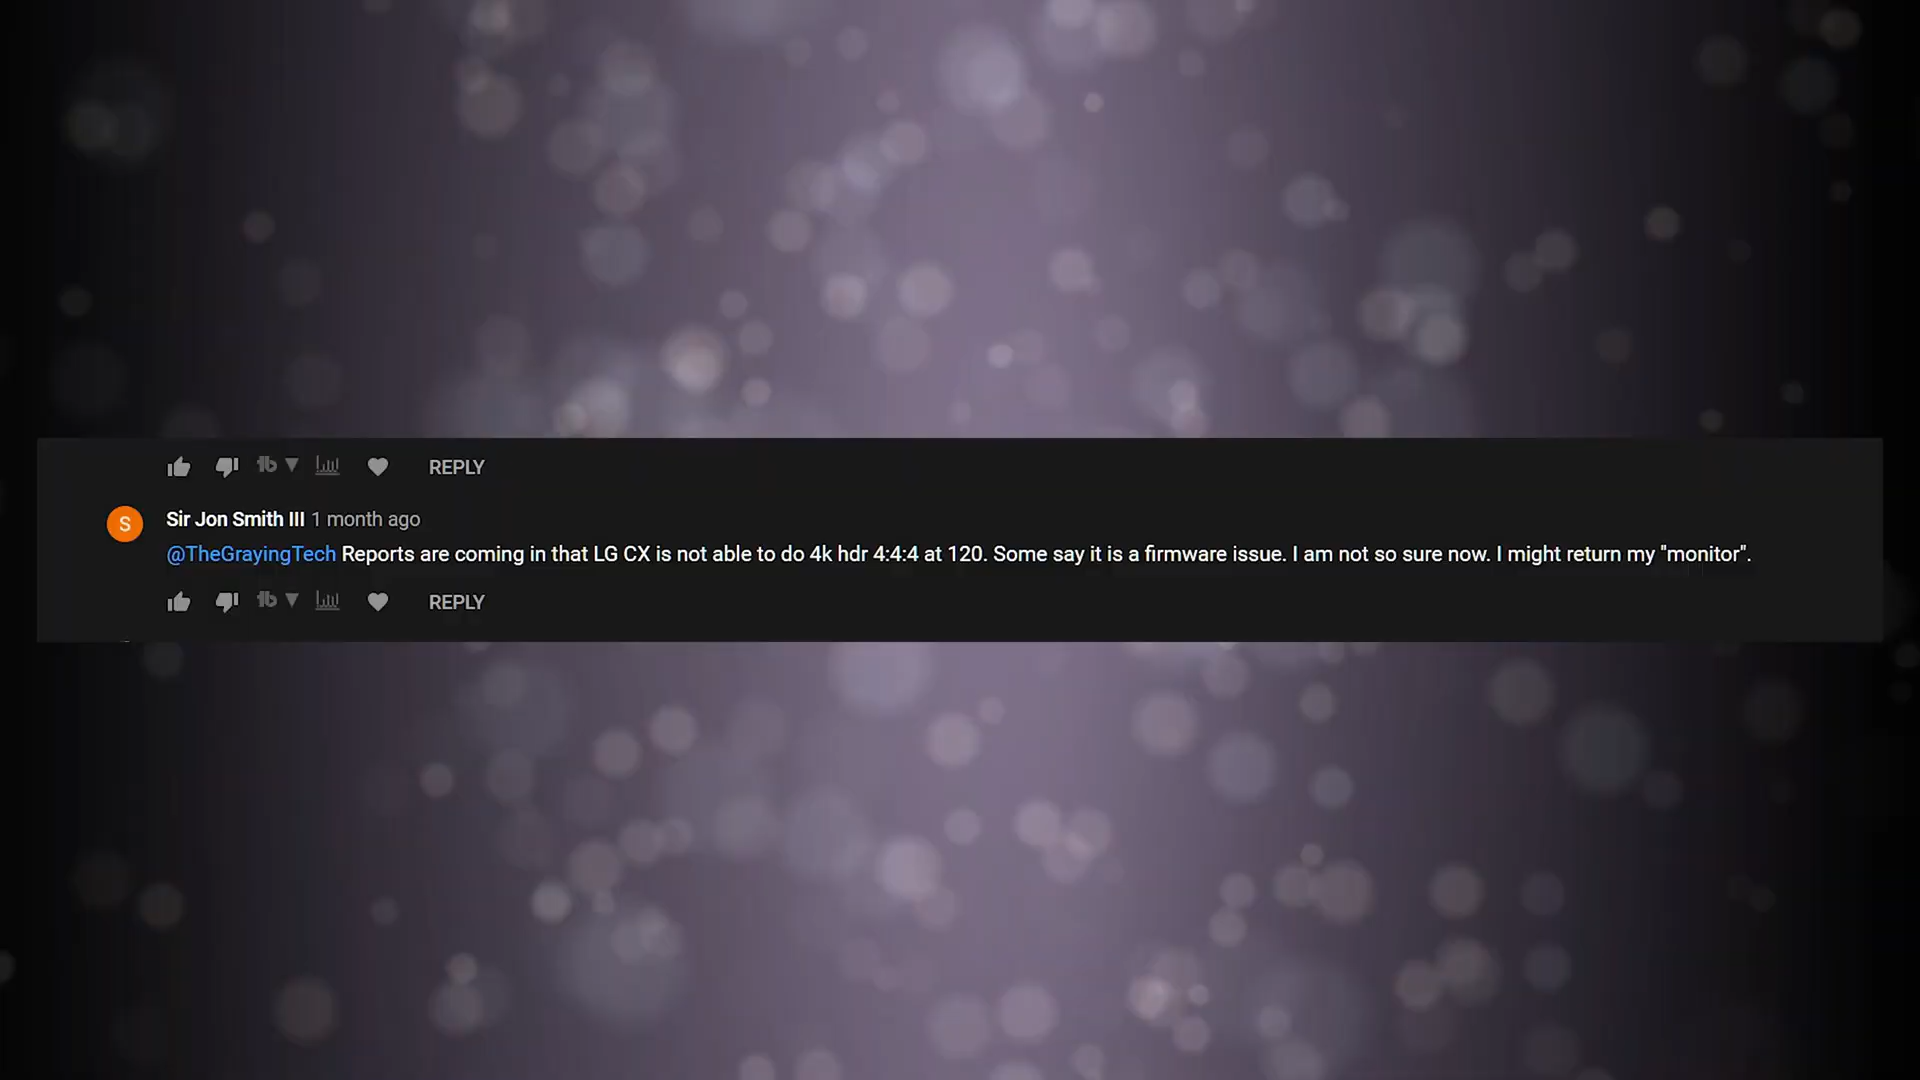 REPLY
S
Sir Jon Smith III 1 month ago
@TheGrayingTech Reports are coming in that LG CX is not able to do 4k hdr 4:4:4 at 120. Some say it is a firmware issue. I am not so sure now. I might return my "monitor".
REPLY